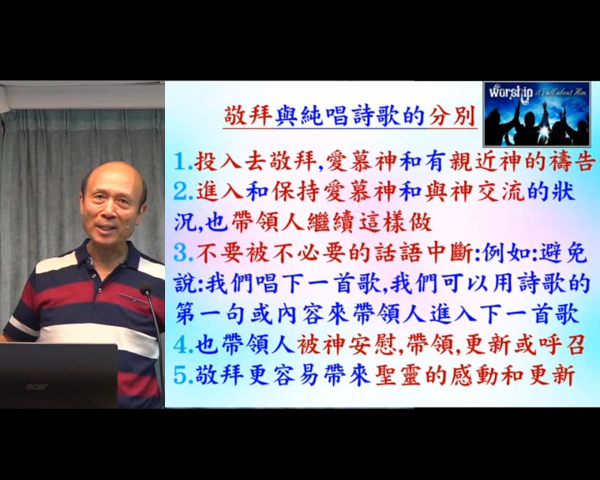 敬拜與純唱詩歌的分別
the Worship it's all about Him
1.投入去敬拜,愛慕神和有親近神的禱告
2.進入和保持愛慕神和與神交流的狀
況,也帶領人繼續這樣做
3.不要被不必要的話語中斷:例如:避免
說:我們唱下一首歌,我們可以用詩歌的
第一句或內容來帶領人進入下一首歌
4.也帶領人被神安慰,帶領,更新或呼召
5.敬拜更容易帶來聖靈的感動和更新
acer